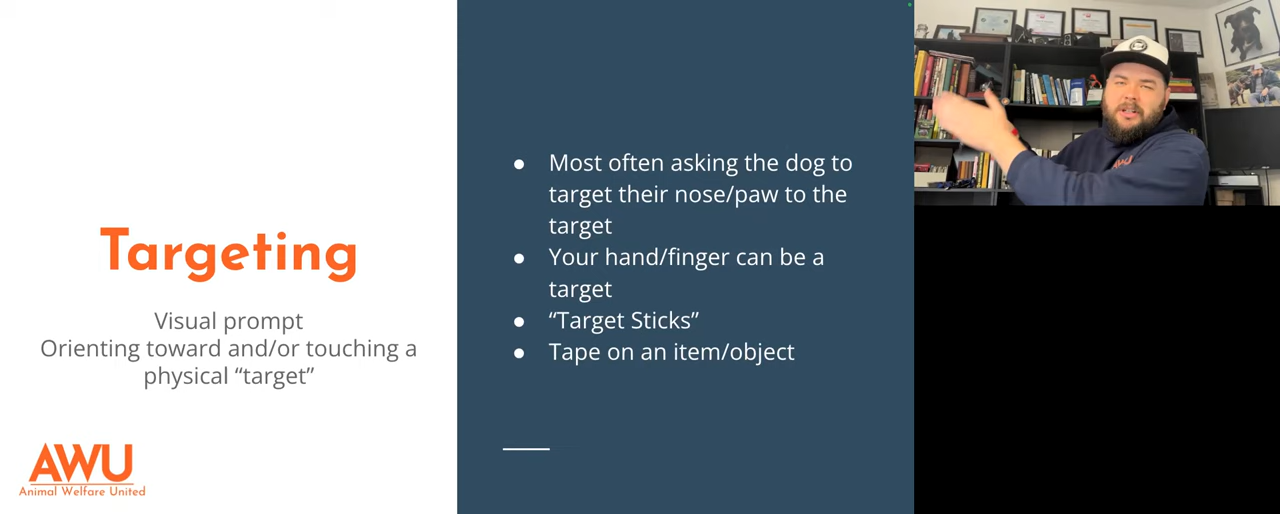 Targeting
Visual prompt
Orienting toward and/or touching a
physical “target”
AWU
Animal Welfare United
● Most often asking the dog to
target their nose/paw to the
target
● Your hand/finger can be a
target
● “Target Sticks”
● Tape on an item/object
AWU